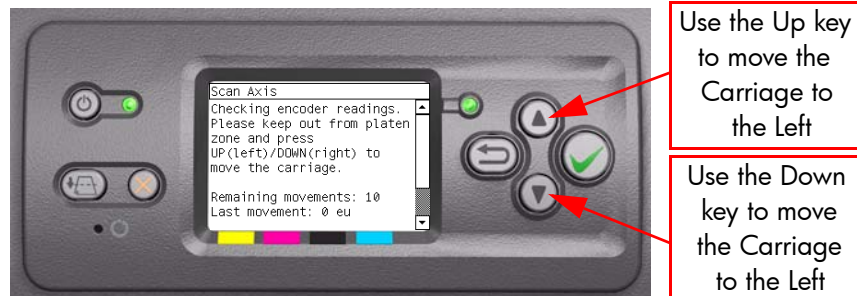 Scan Axis
Checking encoder readings.
Please keep out from platen
zone and press
UP(left)/DOWN(right) to
move the carriage.
Remaining movements: 10
Last movement: 0 eu
Use the Up key
to move the
Carriage to
the Left
Use the Down
key to move
the Carriage
to the Left